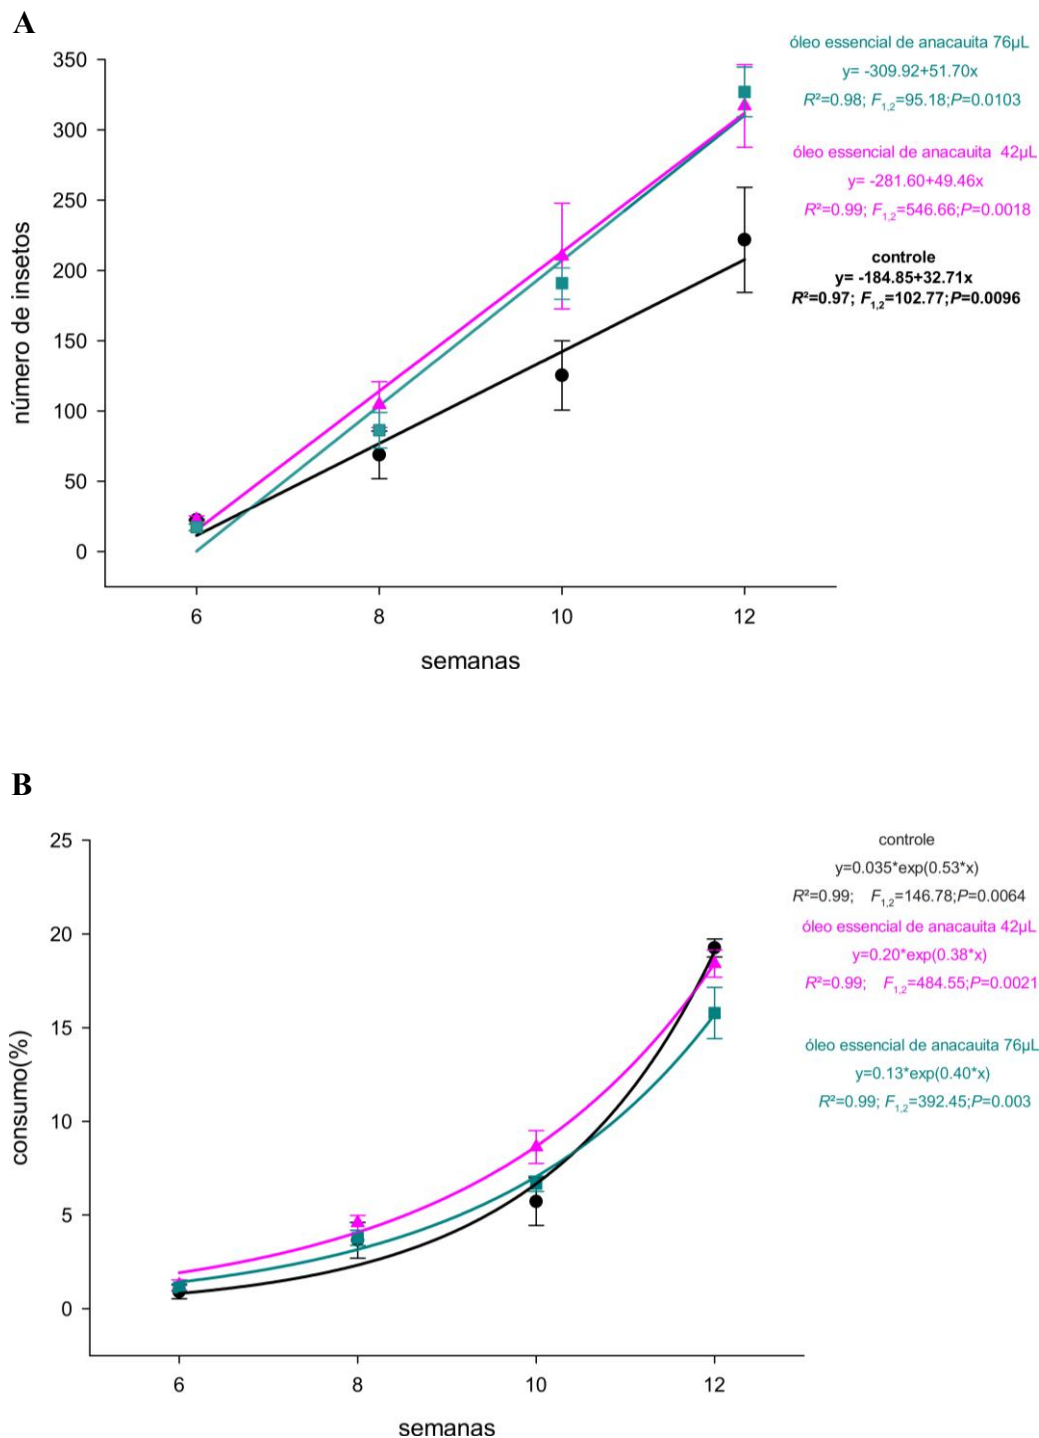 A
óleo essencial de anacauita 76µL
y= -309.92+51.70x
R²=0.98; F1,2=95.18;P=0.0103
óleo essencial de anacauita 42µL
y= -281.60+49.46x
R²=0.99; F1,2=546.66;P=0.0018
controle
y= -184.85+32.71x
R²=0.97; F1,2=102.77;P=0.0096
número de insetos
350
300
250
200
150
100
50
0
6 8 10 12
semanas
B
controle
y=0.035*exp(0.53*x)
R²=0.99; F1,2=146.78;P=0.0064
óleo essencial de anacauita 42µL
y=0.20*exp(0.38*x)
R²=0.99; F1,2=484.55;P=0.0021
óleo essencial de anacauita 76µL
y=0.13*exp(0.40*x)
R²=0.99; F1,2=392.45;P=0.003
consumo(%)
25
20
15
10
5
0
6 8 10 12
semanas